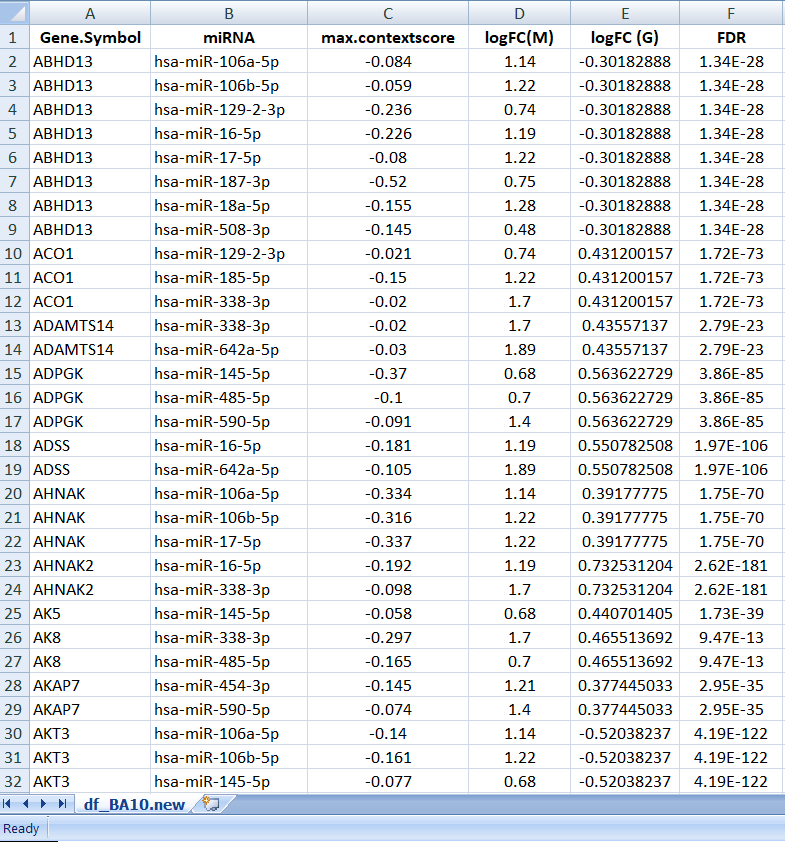 A B C D E F
1 Gene.Symbol miRNA max.contextscore logFC(M) logFC (G) FDR
2 ABHD13 hsa-miR-106a-5p -0.084 1.14 -0.30182888 1.34E-28
3 ABHD13 hsa-miR-106b-5p -0.059 1.22 -0.30182888 1.34E-28
4 ABHD13 hsa-miR-129-2-3p -0.236 0.74 -0.30182888 1.34E-28
5 ABHD13 hsa-miR-16-5p -0.226 1.19 -0.30182888 1.34E-28
6 ABHD13 hsa-miR-17-5p -0.08 1.22 -0.30182888 1.34E-28
7 ABHD13 hsa-miR-187-3p -0.52 0.75 -0.30182888 1.34E-28
8 ABHD13 hsa-miR-18a-5p -0.155 1.28 -0.30182888 1.34E-28
9 ABHD13 hsa-miR-508-3p -0.145 0.48 -0.30182888 1.34E-28
10 ACO1 hsa-miR-129-2-3p -0.021 0.74 0.431200157 1.72E-73
11 ACO1 hsa-miR-185-5p -0.15 1.22 0.431200157 1.72E-73
12 ACO1 hsa-miR-338-3p -0.02 1.7 0.431200157 1.72E-73
13 ADAMTS14 hsa-miR-338-3p -0.02 1.7 0.43557137 2.79E-23
14 ADAMTS14 hsa-miR-642a-5p -0.03 1.89 0.43557137 2.79E-23
15 ADPGK hsa-miR-145-5p -0.37 0.68 0.563622729 3.86E-85
16 ADPGK hsa-miR-485-5p -0.1 0.7 0.563622729 3.86E-85
17 ADPGK hsa-miR-590-5p -0.091 1.4 0.563622729 3.86E-85
18 ADSS hsa-miR-16-5p -0.181 1.19 0.550782508 1.97E-106
19 ADSS hsa-miR-642a-5p -0.105 1.89 0.550782508 1.97E-106
20 AHNAK hsa-miR-106a-5p -0.334 1.14 0.39177775 1.75E-70
21 AHNAK hsa-miR-106b-5p -0.316 1.22 0.39177775 1.75E-70
22 AHNAK hsa-miR-17-5p -0.337 1.22 0.39177775 1.75E-70
23 AHNAK2 hsa-miR-16-5p -0.192 1.19 0.732531204 2.62E-181
24 AHNAK2 hsa-miR-338-3p -0.098 1.7 0.732531204 2.62E-181
25 AK5 hsa-miR-145-5p -0.058 0.68 0.440701405 1.73E-39
26 AK8 hsa-miR-338-3p -0.297 1.7 0.465513692 9.47E-13
27 AK8 hsa-miR-485-5p -0.165 0.7 0.465513692 9.47E-13
28 AKAP7 hsa-miR-454-3p -0.145 1.21 0.377445033 2.95E-35
29 AKAP7 hsa-miR-590-5p -0.074 1.4 0.377445033 2.95E-35
30 AKT3 hsa-miR-106a-5p -0.14 1.14 -0.52038237 4.19E-122
31 AKT3 hsa-miR-106b-5p -0.161 1.22 -0.52038237 4.19E-122
32 AKT3 hsa-miR-145-5p -0.077 0.68 -0.52038237 4.19E-122
df_BA10.new
Ready